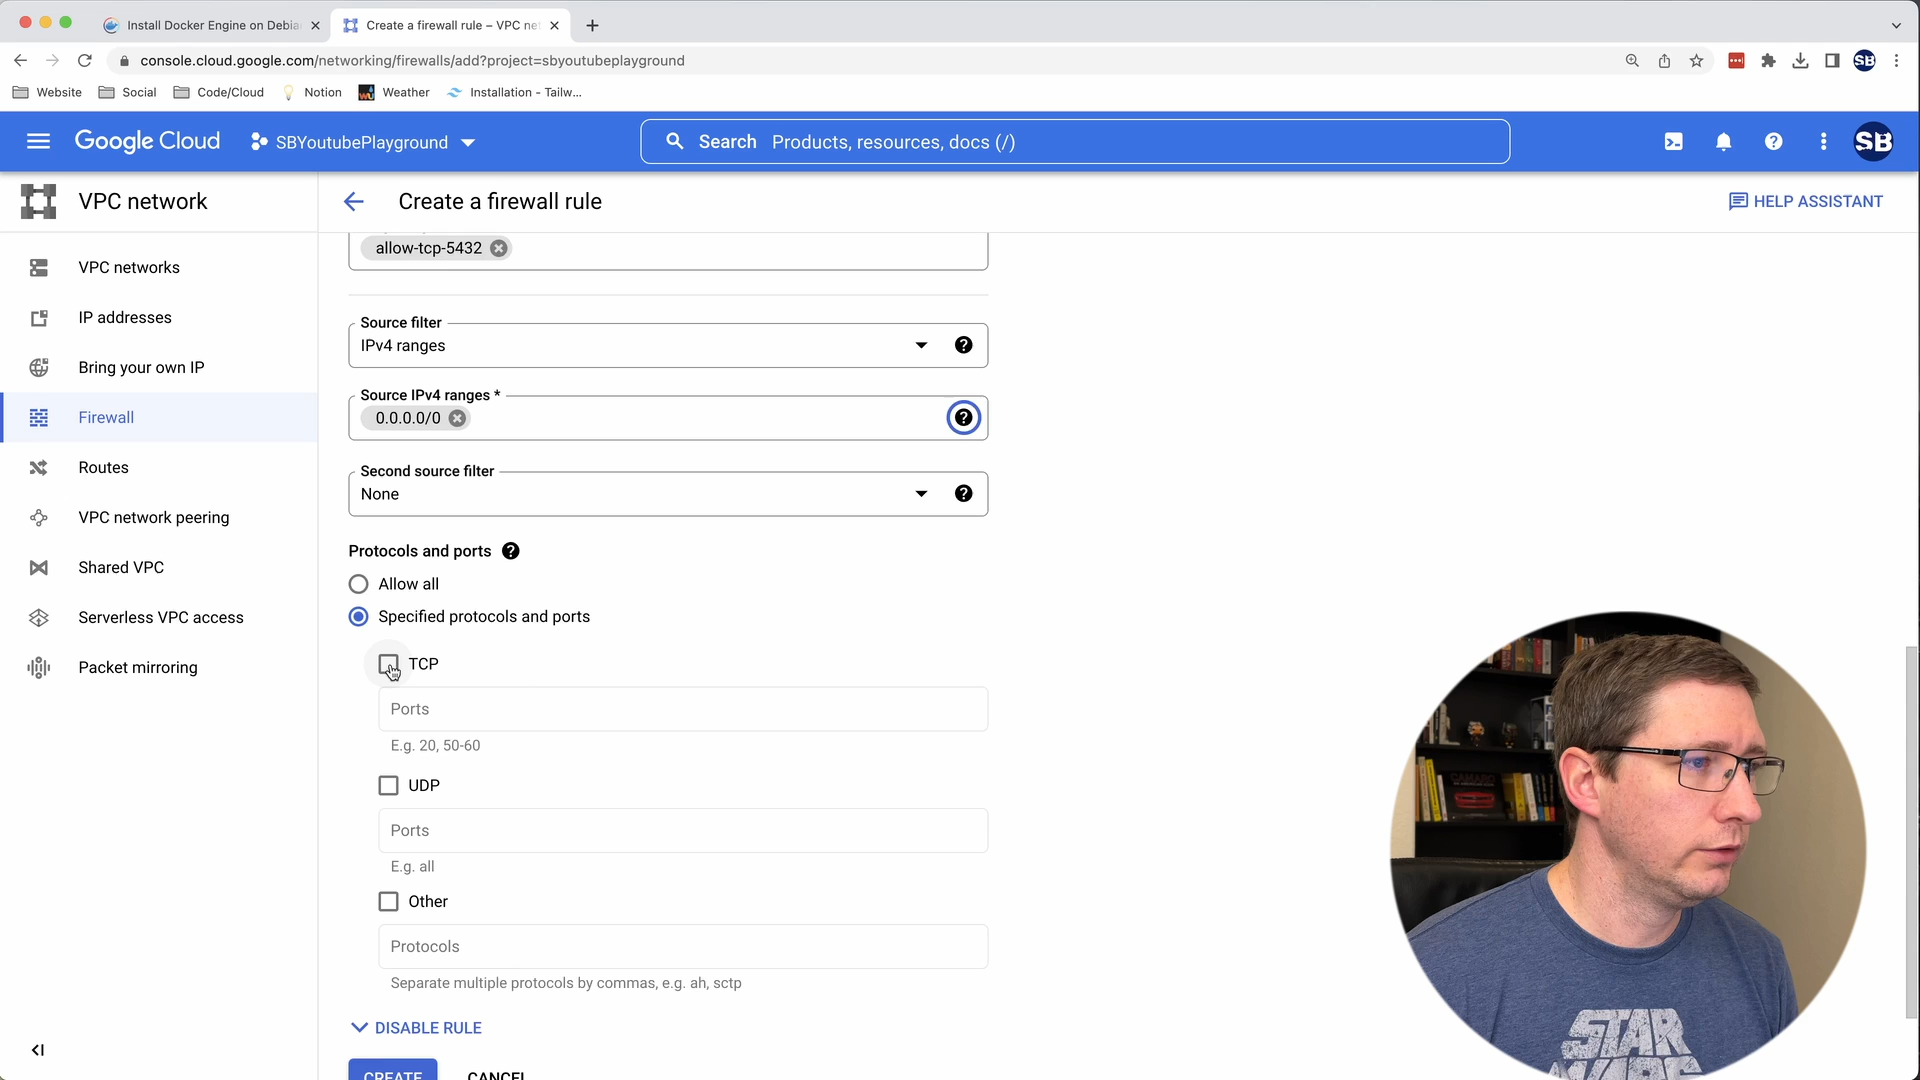 Install Docker Engine on Debia
Create a firewall rule – VPC net
console.cloud.google.com/networking/firewalls/add?project=sbyoutubeplayground
SB
Website
Social
Code/Cloud
Notion
Weather
Installation - Tailw...
Google Cloud
SBYoutubePlayground
Search Products, resources, docs (/)
SB
VPC network
Create a firewall rule
HELP ASSISTANT
VPC networks
IP addresses
Bring your own IP
Firewall
Routes
VPC network peering
Shared VPC
Serverless VPC access
Packet mirroring
allow-tcp-5432
Source filter
IPv4 ranges
Source IPv4 ranges *
0.0.0.0/0
Second source filter
None
Protocols and ports
Allow all
Specified protocols and ports
TCP
Ports
E.g. 20, 50-60
UDP
Ports
E.g. all
Other
Protocols
Separate multiple protocols by commas, e.g. ah, sctp
DISABLE RULE
CREATE
CANCEL
CAMARO
STAR
WARS